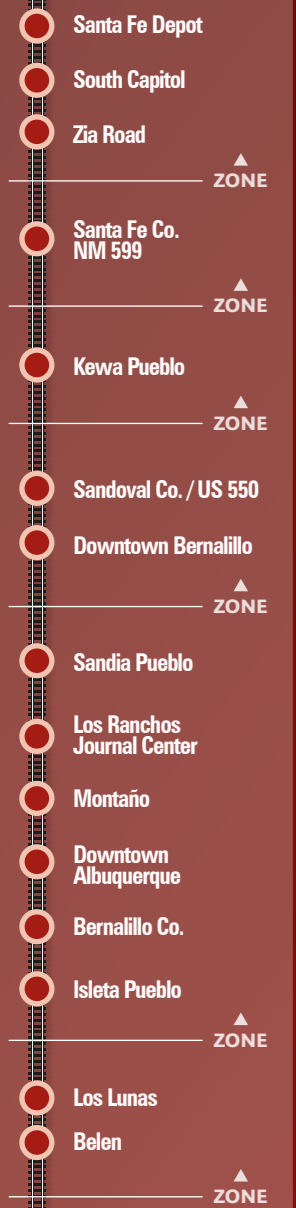 Santa Fe Depot
South Capitol
Zia Road
ZONE
Santa Fe Co.
NM 599
ZONE
Kewa Pueblo
ZONE
Sandoval Co. / US 550
Downtown Bernalillo
ZONE
Sandia Pueblo
Los Ranchos
Journal Center
Montaño
Downtown
Albuquerque
Bernalillo Co.
Isleta Pueblo
ZONE
Los Lunas
Belen
ZONE